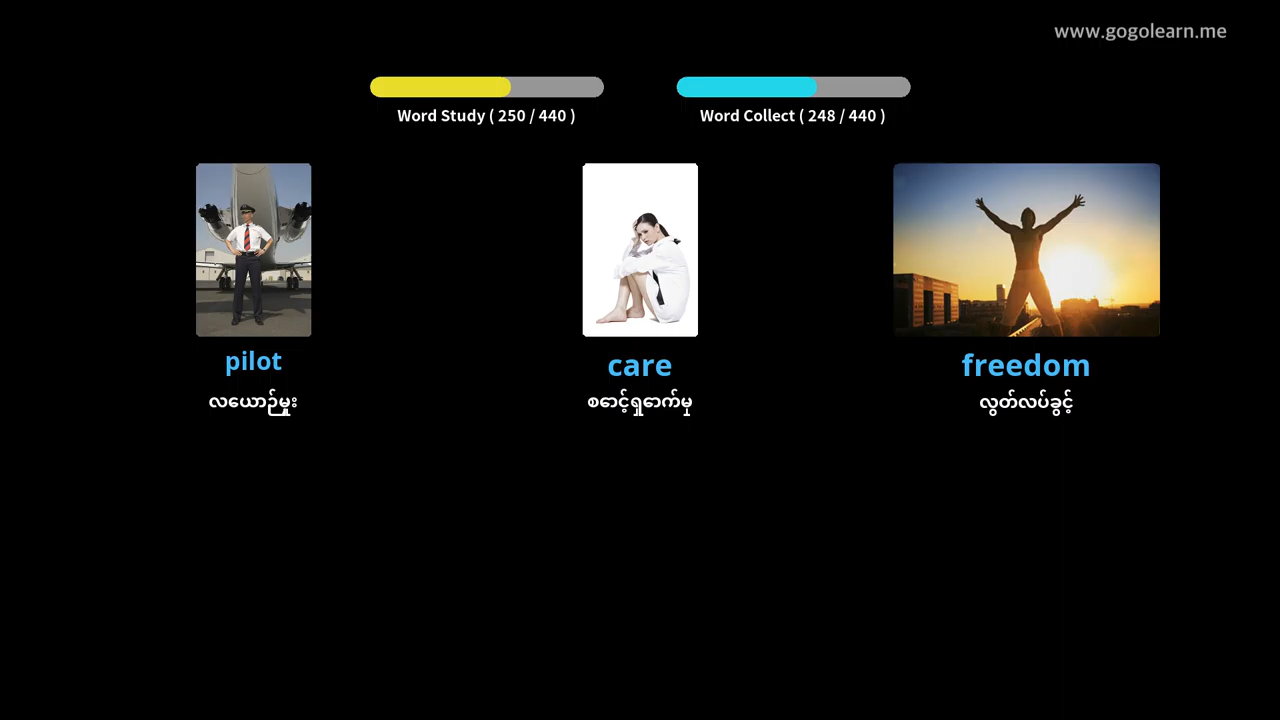 www.gogolearn.me
Word Study ( 250 / 440 )
Word Collect ( 248 / 440 )
pilot
care
freedom
လယောဉ်မှူး
စောင့်ရှောက်မှု
လွတ်လပ်ခွင့်